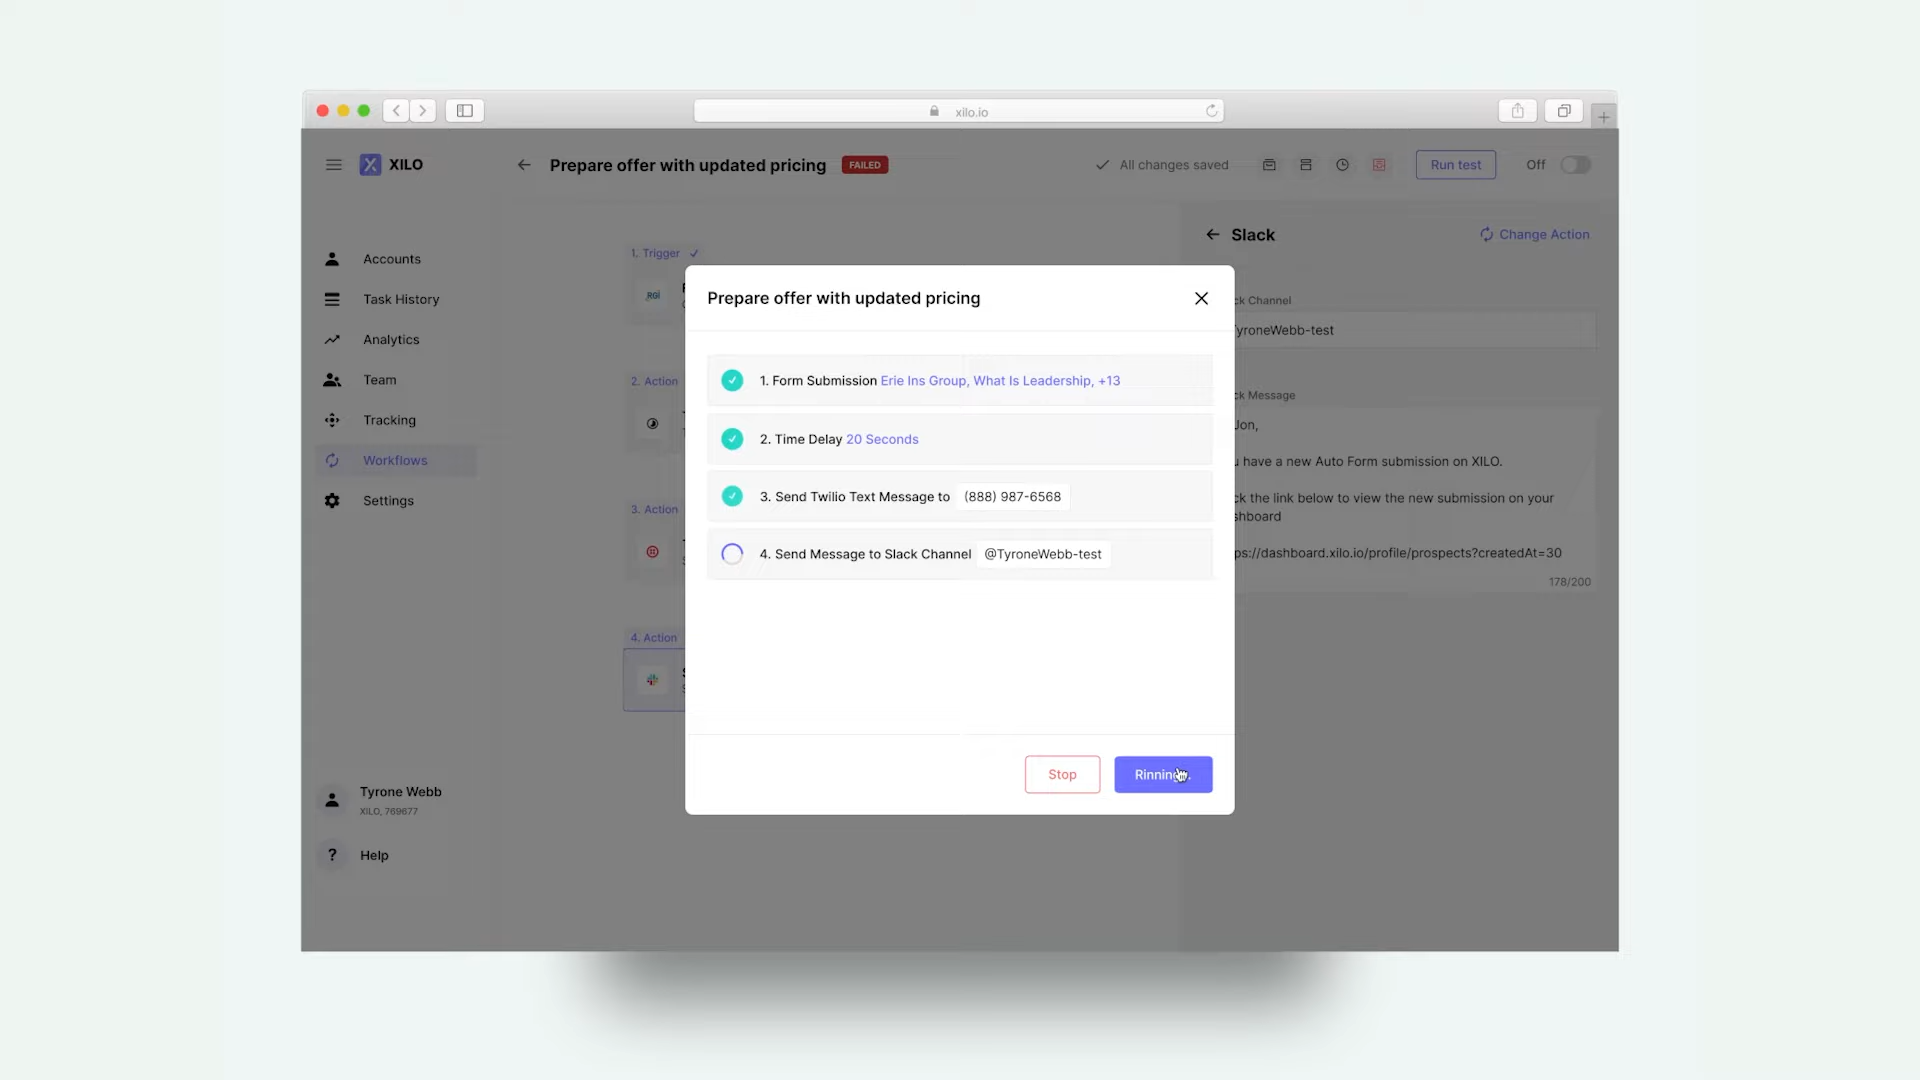 xilo.io
XILO
Prepare offer with updated pricing FAILED
All changes saved
Run test
Off
Accounts
Task History
Analytics
Team
Tracking
Workflows
Settings
Tyrone Webb
XILO, 769677
? Help
1. Trigger
RGI
2. Action
3. Action
4. Action
Prepare offer with updated pricing
1. Form Submission Erie Ins Group, What Is Leadership, +13
2. Time Delay 20 Seconds
3. Send Twilio Text Message to (888) 987-6568
4. Send Message to Slack Channel @TyroneWebb-test
Stop
Slack
Change Action
Channel
TyroneWebb-test
Message
Jon,
have a new Auto Form submission on XILO.
the link below to view the new submission on your
://dashboard.xilo.io/profile/prospects?createdAt=30
178/200